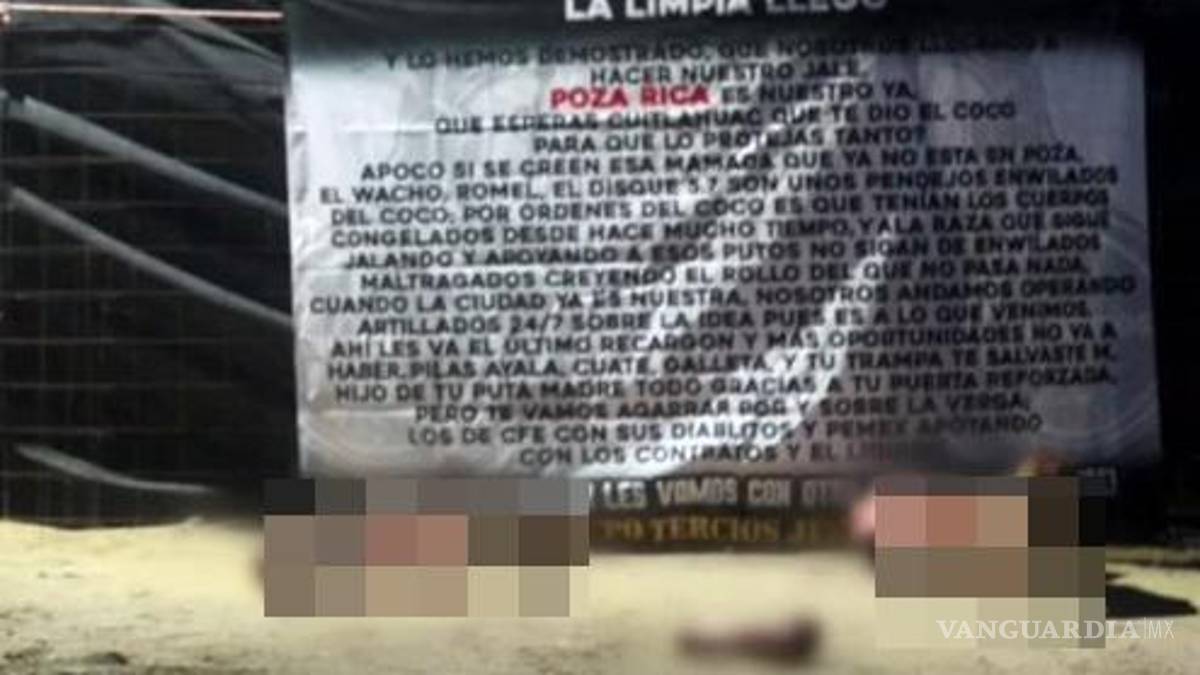 LA LIMPIA LLEGO
Y LO HEMOS DEMOSTRADO, QUE NOSOTROS
HACER NUESTRO JALE,
POZA RICA ES NUESTRO YA,
QUE ESPERAS CUITLAHUAC QUE TE DIO EL COCO
PARA QUE LO PROTEJAS TANTO?
APOCO SI SE CREEN ESA MAMADA QUE YA NO ESTA EN POZA,
EL WACHO, ROMEL, EL DISQUE 5.7 SON UNOS PENDEJOS ENWILADOS
DEL COCO, POR ORDENES DEL COCO ES QUE TENIAN LOS CUERPOS
CONGELADOS DESDE HACE MUCHO TIEMPO, Y ALA RAZA QUE SIGUE
JALANDO Y APOYANDO A ESOS PUTOS NO SIGAN DE ENWILADOS
MALTRAGADOS CREYENDO EL ROLLO DEL QUE NO PASA NADA,
CUANDO LA CIUDAD YA ES NUESTRA, NOSOTROS ANDAMOS OPERANDO
ARTILLADOS 24/7 SOBRE LA IDEA PUES ES A LO QUE VENIMOS.
AHI LES VA EL ULTIMO RECARGON Y MAS OPORTUNIDADES NO YA A
HABER, PILAS AYALA, CUATE, GALLETA, Y TU TRAMPA TE SALVASTE M,
HIJO DE TU PUTA MADRE TODO GRACIAS A TU PUERTA REFORZADA,
PERO TE VAMOS AGARRAR POR Y SOBRE LA VERGA,
LOS DE CFE CON SUS DIABLITOS Y PEMEX APOYANDO
CON LOS CONTRATOS Y EL
LES VAMOS CON
TERCIOS
VANGUARDIA|MX